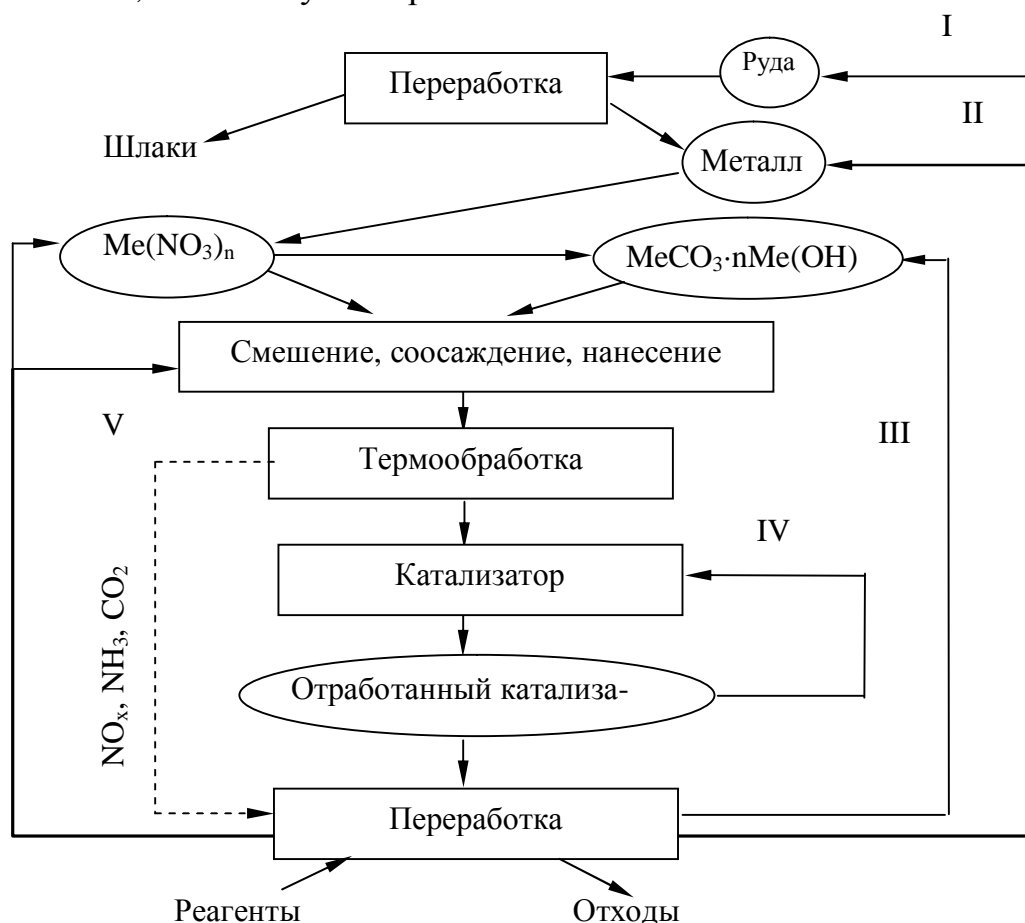 I
Руда
Переработка
II
Шлаки
Металл
Me(NO₃)ₙ
MeCO₃·nMe(OH)
Смешение, соосаждение, нанесение
V
III
Термообработка
IV
Катализатор
NOₓ, NH₃, CO₂
Отработанный катализа-
Переработка
Реагенты
Отходы